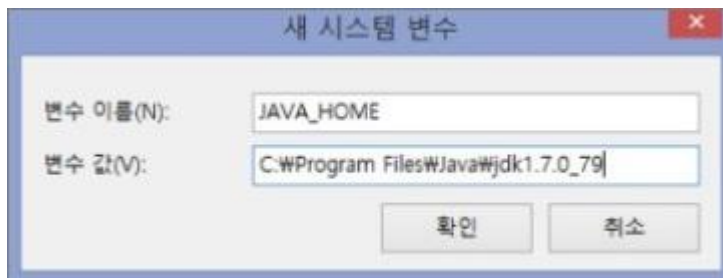 새 시스템 변수
변수 이름(N): JAVA_HOME
변수 값(V): C:₩Program Files₩Java₩jdk1.7.0_79
확인 취소